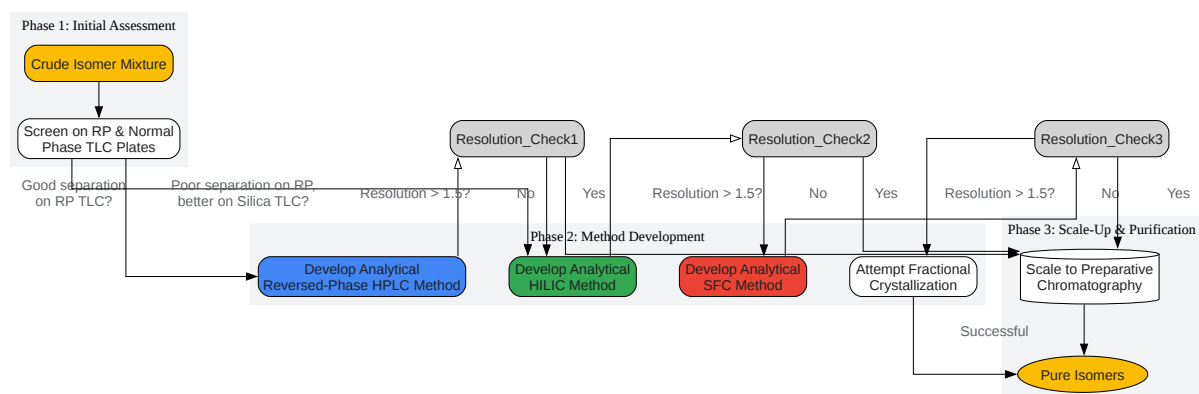 Phase 1: Initial Assessment
Crude Isomer Mixture
Screen on RP & Normal
Phase TLC Plates
Resolution_Check1
Resolution_Check2
Resolution_Check3
Good separation
on RP TLC?
Poor separation on RP,
better on Silica TLC?
Resolution > 1.5?
No
Yes
Resolution > 1.5?
No
Yes
Resolution > 1.5?
No
Yes
Phase 2: Method Development
Phase 3: Scale-Up & Purification
Develop Analytical
Reversed-Phase HPLC Method
Develop Analytical
HILIC Method
Develop Analytical
SFC Method
Attempt Fractional
Crystallization
Scale to Preparative
Chromatography
Successful
Pure Isomers